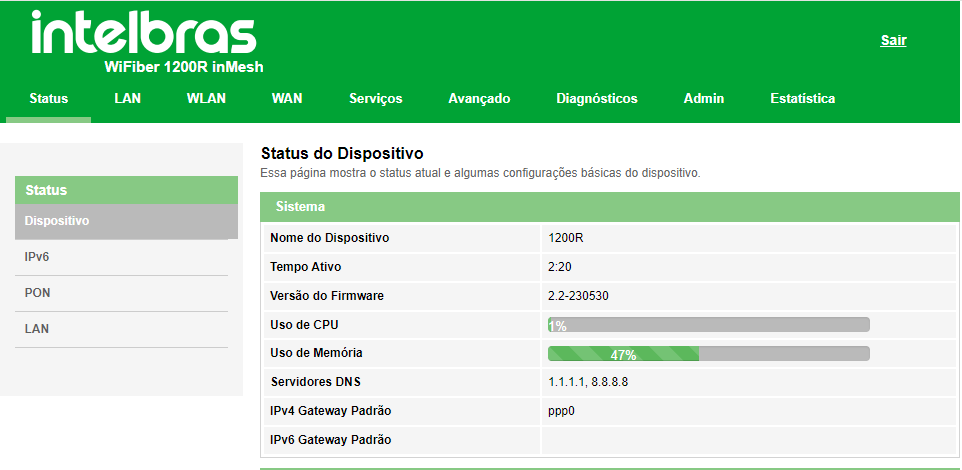 intelbras
WiFiber 1200R inMesh
Sair
Status LAN WLAN WAN Serviços Avançado Diagnósticos Admin Estatística
Status
Dispositivo
IPv6
PON
LAN
Status do Dispositivo
Essa página mostra o status atual e algumas configurações básicas do dispositivo.
Sistema
Nome do Dispositivo 1200R
Tempo Ativo 2:20
Versão do Firmware 2.2-230530
Uso de CPU 1%
Uso de Memória 47%
Servidores DNS 1.1.1.1, 8.8.8.8
IPv4 Gateway Padrão ppp0
IPv6 Gateway Padrão